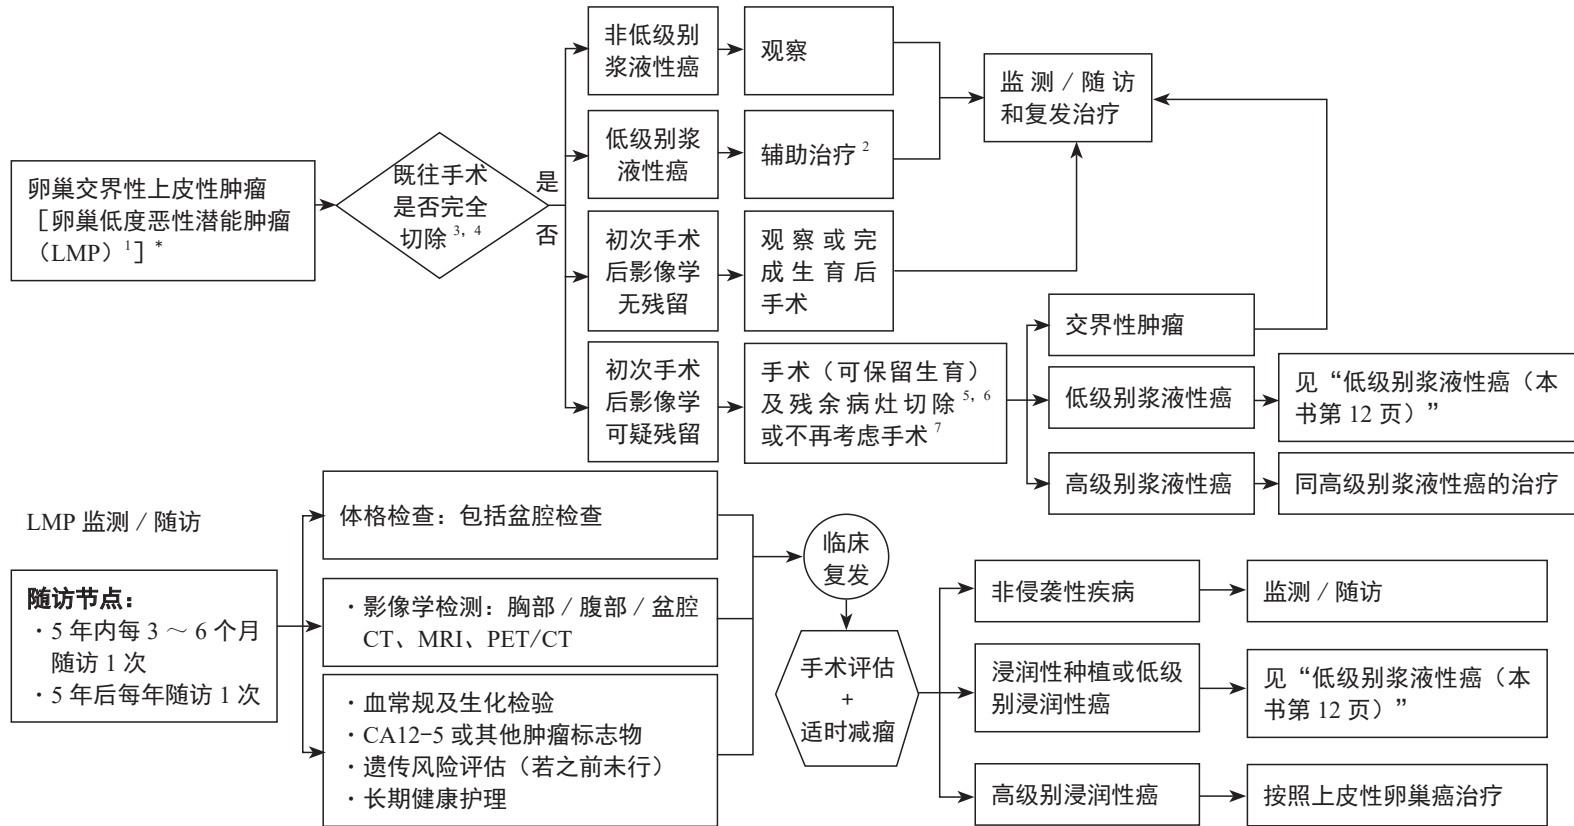 卵巢交界性上皮性肿瘤
［卵巢低度恶性潜能肿瘤
（LMP）1］*
既往手术
是否完全
切除 3, 4
是
否
非低级别
浆液性癌
观察
低级别浆
液性癌
辅助治疗 2
监测 / 随访
和复发治疗
初次手术
后影像学
无残留
观察或完
成生育后
手术
初次手术
后影像学
可疑残留
手术（可保留生育）
及残余病灶切除 5, 6
或不再考虑手术 7
交界性肿瘤
低级别浆液性癌
见“低级别浆液性癌（本
书第 12 页）”
高级别浆液性癌
同高级别浆液性癌的治疗
LMP 监测 / 随访
随访节点：
· 5 年内每 3 ～ 6 个月
随访 1 次
· 5 年后每年随访 1 次
体格检查：包括盆腔检查
· 影像学检测：胸部 / 腹部 / 盆腔
CT、MRI、PET/CT
· 血常规及生化检验
· CA12-5 或其他肿瘤标志物
· 遗传风险评估（若之前未行）
· 长期健康护理
临床
复发
手术评估
+
适时减瘤
非侵袭性疾病
监测 / 随访
浸润性种植或低级
别浸润性癌
见“低级别浆液性癌（本
书第 12 页）”
高级别浸润性癌
按照上皮性卵巢癌治疗